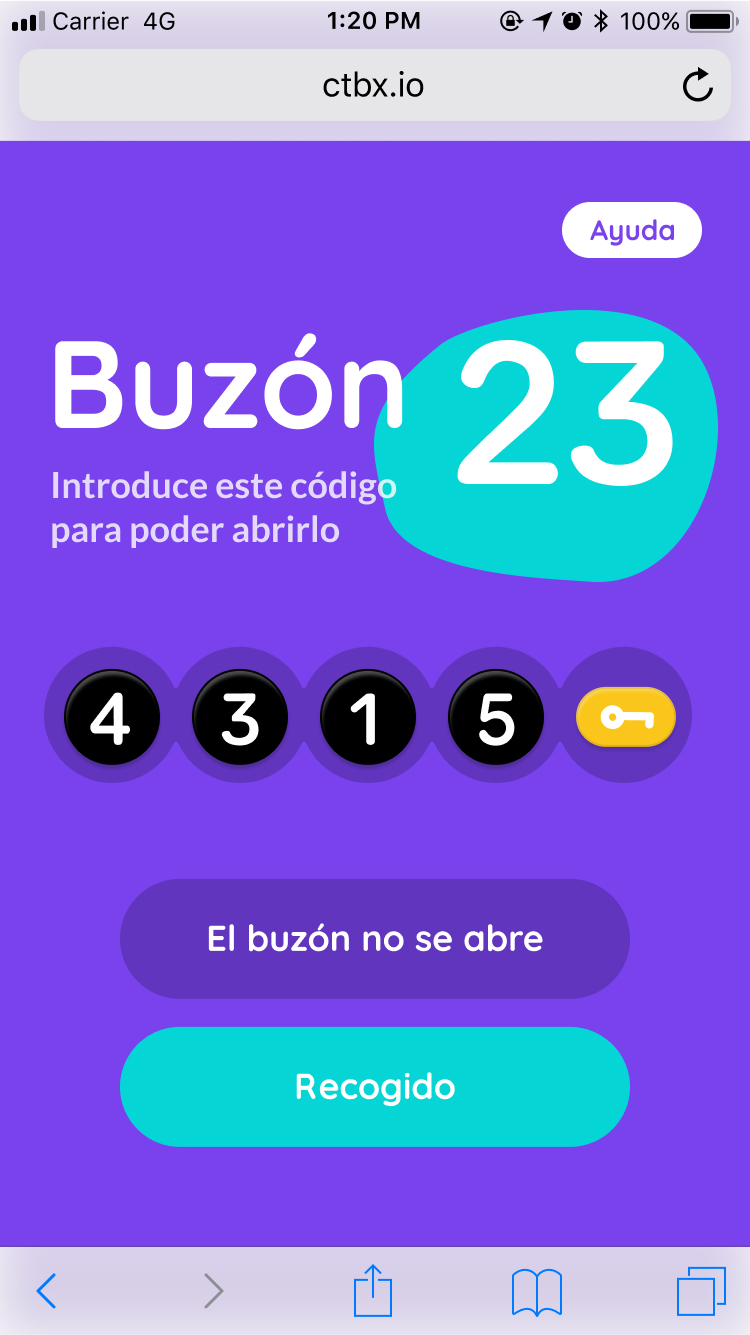 Carrier 4G 1:20 PM 100%
ctbx.io
Ayuda
Buzón 23
Introduce este código
para poder abrirlo
4 3 1 5
El buzón no se abre
Recogido